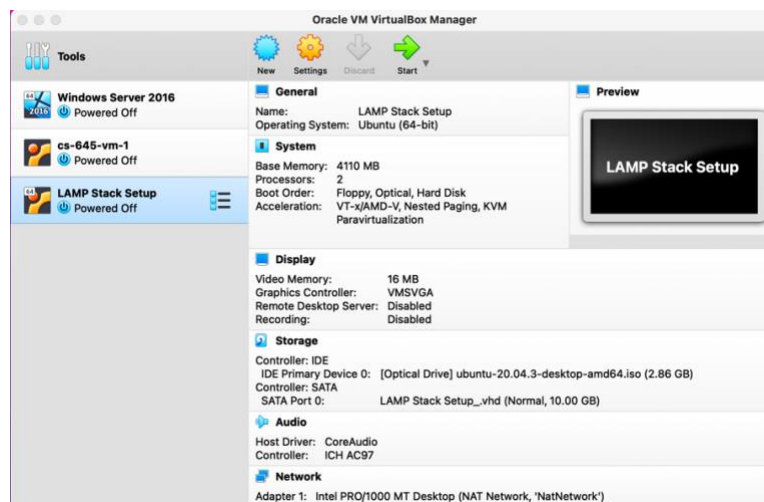 Oracle VM VirtualBox Manager
Tools
New Settings Discard Start
64 2016 Windows Server 2016
Powered Off
cs-645-vm-1
Powered Off
64 LAMP Stack Setup
Powered Off
General
Name: LAMP Stack Setup
Operating System: Ubuntu (64-bit)
System
Base Memory: 4110 MB
Processors: 2
Boot Order: Floppy, Optical, Hard Disk
Acceleration: VT-x/AMD-V, Nested Paging, KVM
Paravirtualization
Preview
LAMP Stack Setup
Display
Video Memory: 16 MB
Graphics Controller: VMSVGA
Remote Desktop Server: Disabled
Recording: Disabled
Storage
Controller: IDE
IDE Primary Device 0: [Optical Drive] ubuntu-20.04.3-desktop-amd64.iso (2.86 GB)
Controller: SATA
SATA Port 0: LAMP Stack Setup_.vhd (Normal, 10.00 GB)
Audio
Host Driver: CoreAudio
Controller: ICH AC97
Network
Adapter 1: Intel PRO/1000 MT Desktop (NAT Network, 'NatNetwork')